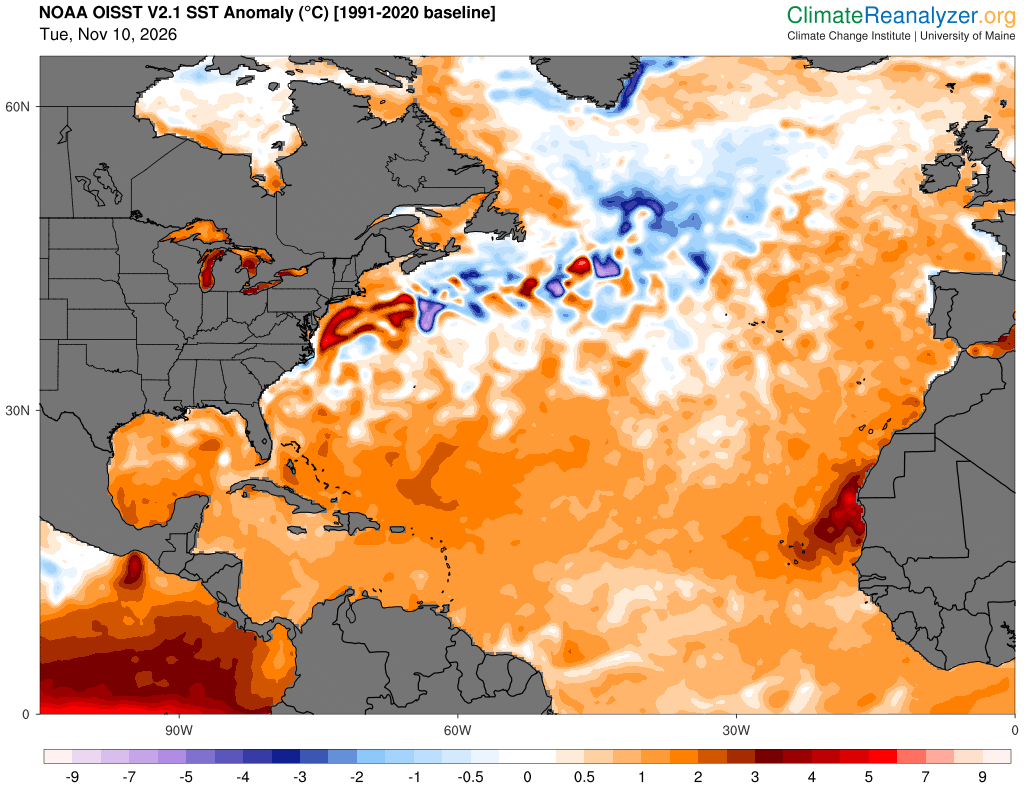 NOAA OISST V2.1 SST Anomaly (°C) [1991-2020 baseline]
Tue, Nov 10, 2026
ClimateReanalyzer.org
Climate Change Institute | University of Maine
60N
30N
0
90W
60W
30W
0
-9 -7 -5 -4 -3 -2 -1 -0.5 0 0.5 1 2 3 4 5 7 9